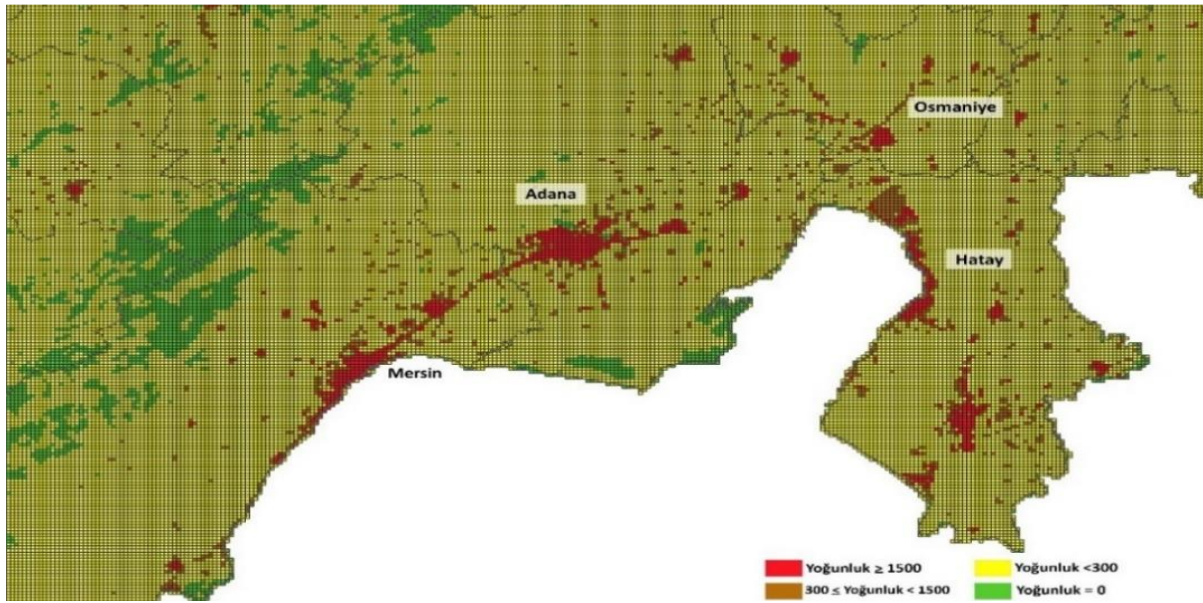 Osmaniye
Adana
Hatay
Mersin
Yoğunluk ≥ 1500
Yoğunluk <300
300 ≤ Yoğunluk < 1500
Yoğunluk = 0